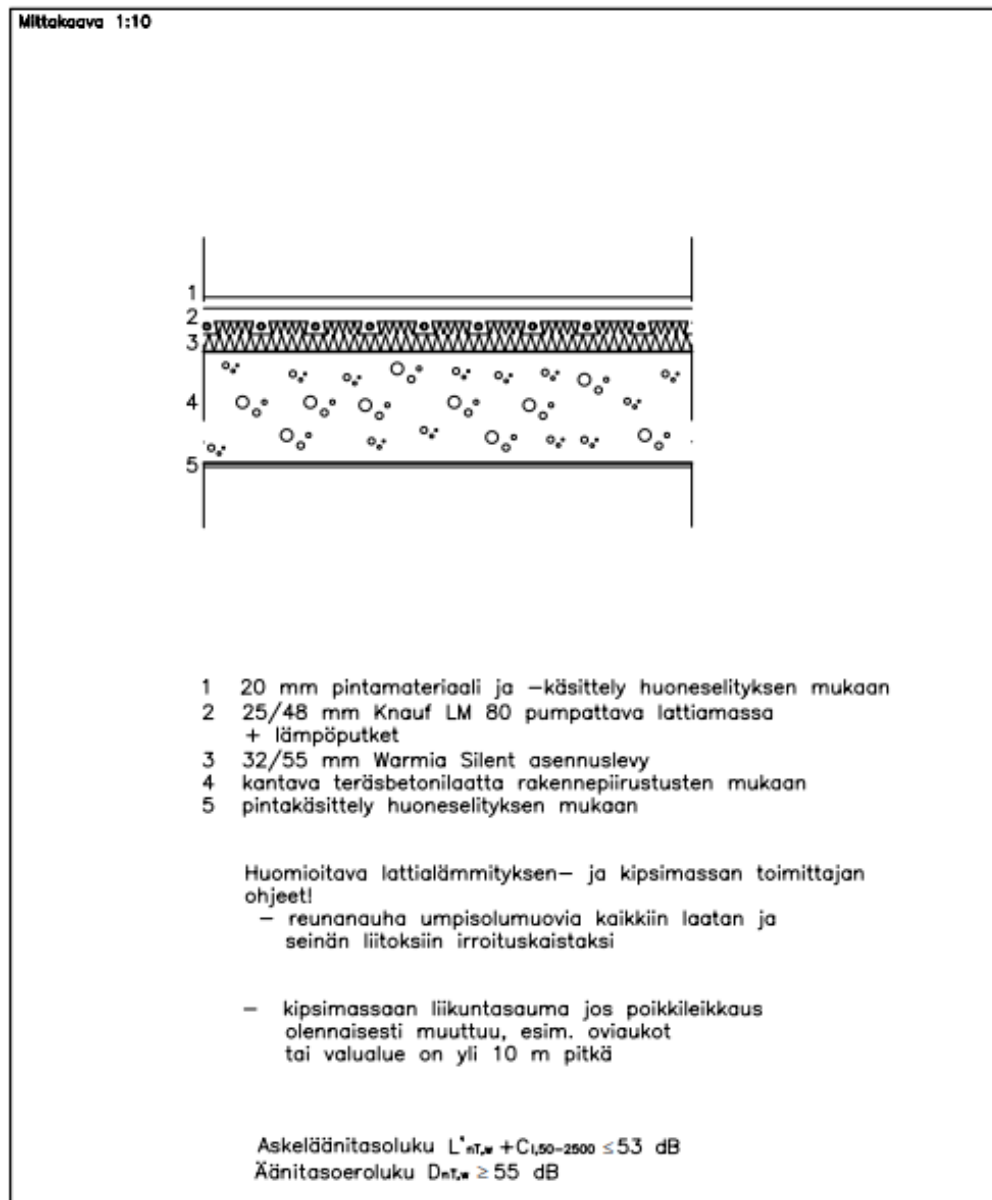 Mittakaava 1:10
1
2
3
4
5
1 20 mm pintamateriaali ja -käsittely huoneselityksen mukaan
2 25/48 mm Knauf LM 80 pumpattava lattiamassa
+ lämpöputket
3 32/55 mm Warmia Silent asennuslevy
4 kantava teräsbetonilaatta rakennepiirustusten mukaan
5 pintakäsittely huoneselityksen mukaan
Huomioitava lattialämmityksen- ja kipsimassan toimittajan
ohjeet!
- reunanauha umpisolumuovia kaikkiin laatan ja
seinän liitoksiin irroituskaistaksi
- kipsimassaan liikuntasauma jos poikkileikkaus
olennaisesti muuttuu, esim. oviaukot
tai valualue on yli 10 m pitkä
Askeläänitasoluku L'nT,w +CI,50-2500 ≤53 dB
Äänitasoeroluku DnT,w ≥ 55 dB